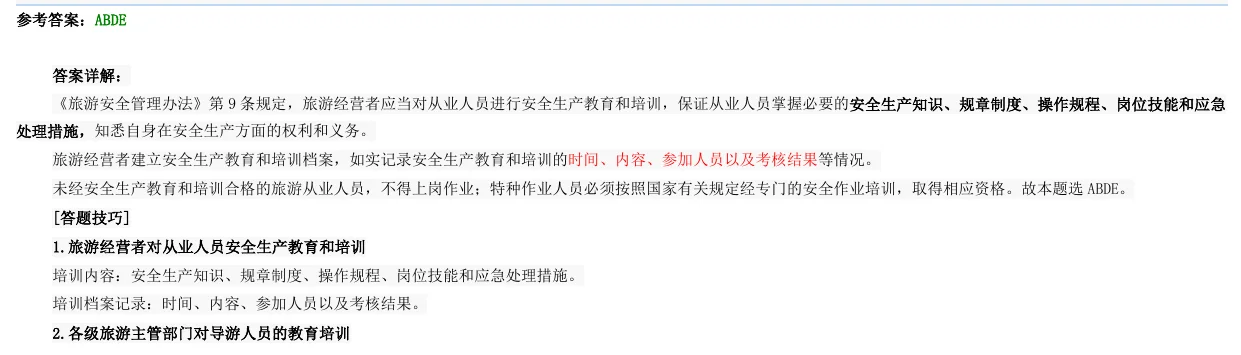 参考答案：ABDE
答案详解：
《旅游安全管理办法》第 9 条规定，旅游经营者应当对从业人员进行安全生产教育和培训，保证从业人员掌握必要的安全生产知识、规章制度、操作规程、岗位技能和应急
处理措施，知悉自身在安全生产方面的权利和义务。
旅游经营者建立安全生产教育和培训档案，如实记录安全生产教育和培训的时间、内容、参加人员以及考核结果等情况。
未经安全生产教育和培训合格的旅游从业人员，不得上岗作业；特种作业人员必须按照国家有关规定经专门的安全作业培训，取得相应资格。故本题选 ABDE。
[答题技巧]
1.旅游经营者对从业人员安全生产教育和培训
培训内容：安全生产知识、规章制度、操作规程、岗位技能和应急处理措施。
培训档案记录：时间、内容、参加人员以及考核结果。
2.各级旅游主管部门对导游人员的教育培训